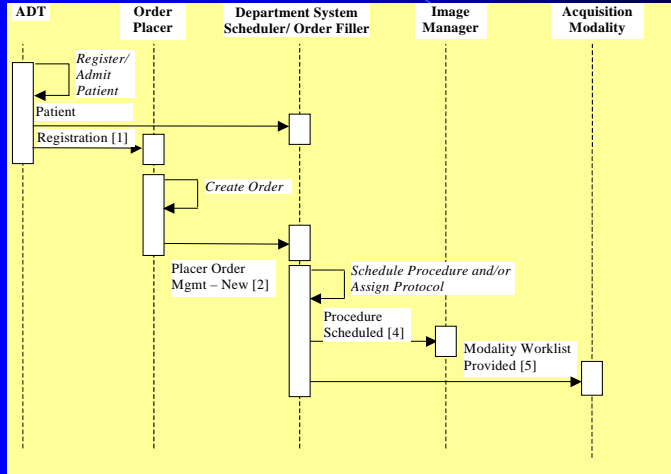 ADT
Order
Placer
Department System
Scheduler/ Order Filler
Image
Manager
Acquisition
Modality
Register/
Admit
Patient
Patient
Registration [1]
Create Order
Placer Order
Mgmt – New [2]
Schedule Procedure and/or
Assign Protocol
Procedure
Scheduled [4]
Modality Worklist
Provided [5]